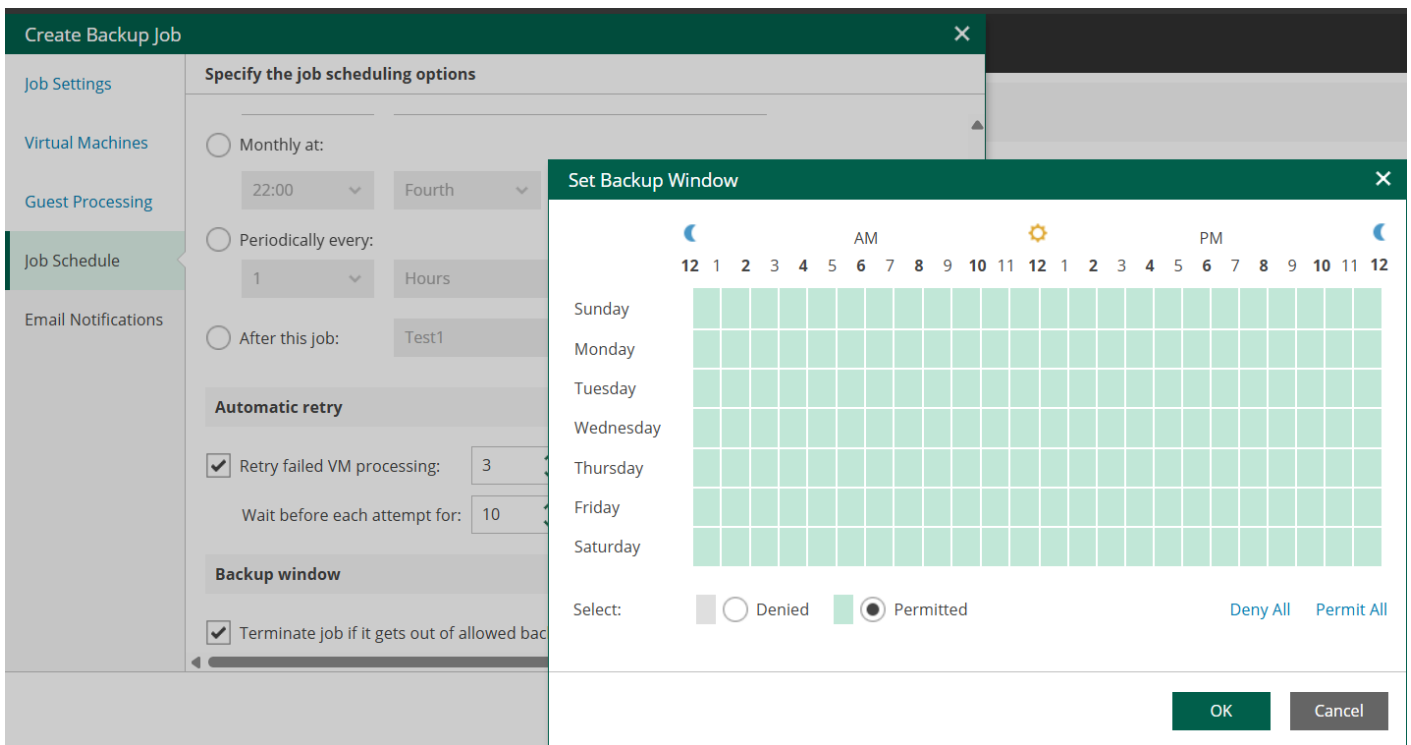 Create Backup Job
Job Settings
Virtual Machines
Guest Processing
Job Schedule
Email Notifications
Specify the job scheduling options
Monthly at:
22:00 Fourth
Periodically every:
1 Hours
After this job: Test1
Automatic retry
Retry failed VM processing: 3
Wait before each attempt for: 10
Backup window
Terminate job if it gets out of allowed bac
Set Backup Window
AM PM
12 1 2 3 4 5 6 7 8 9 10 11 12 1 2 3 4 5 6 7 8 9 10 11 12
Sunday
Monday
Tuesday
Wednesday
Thursday
Friday
Saturday
Select: Denied Permitted Deny All Permit All
OK Cancel